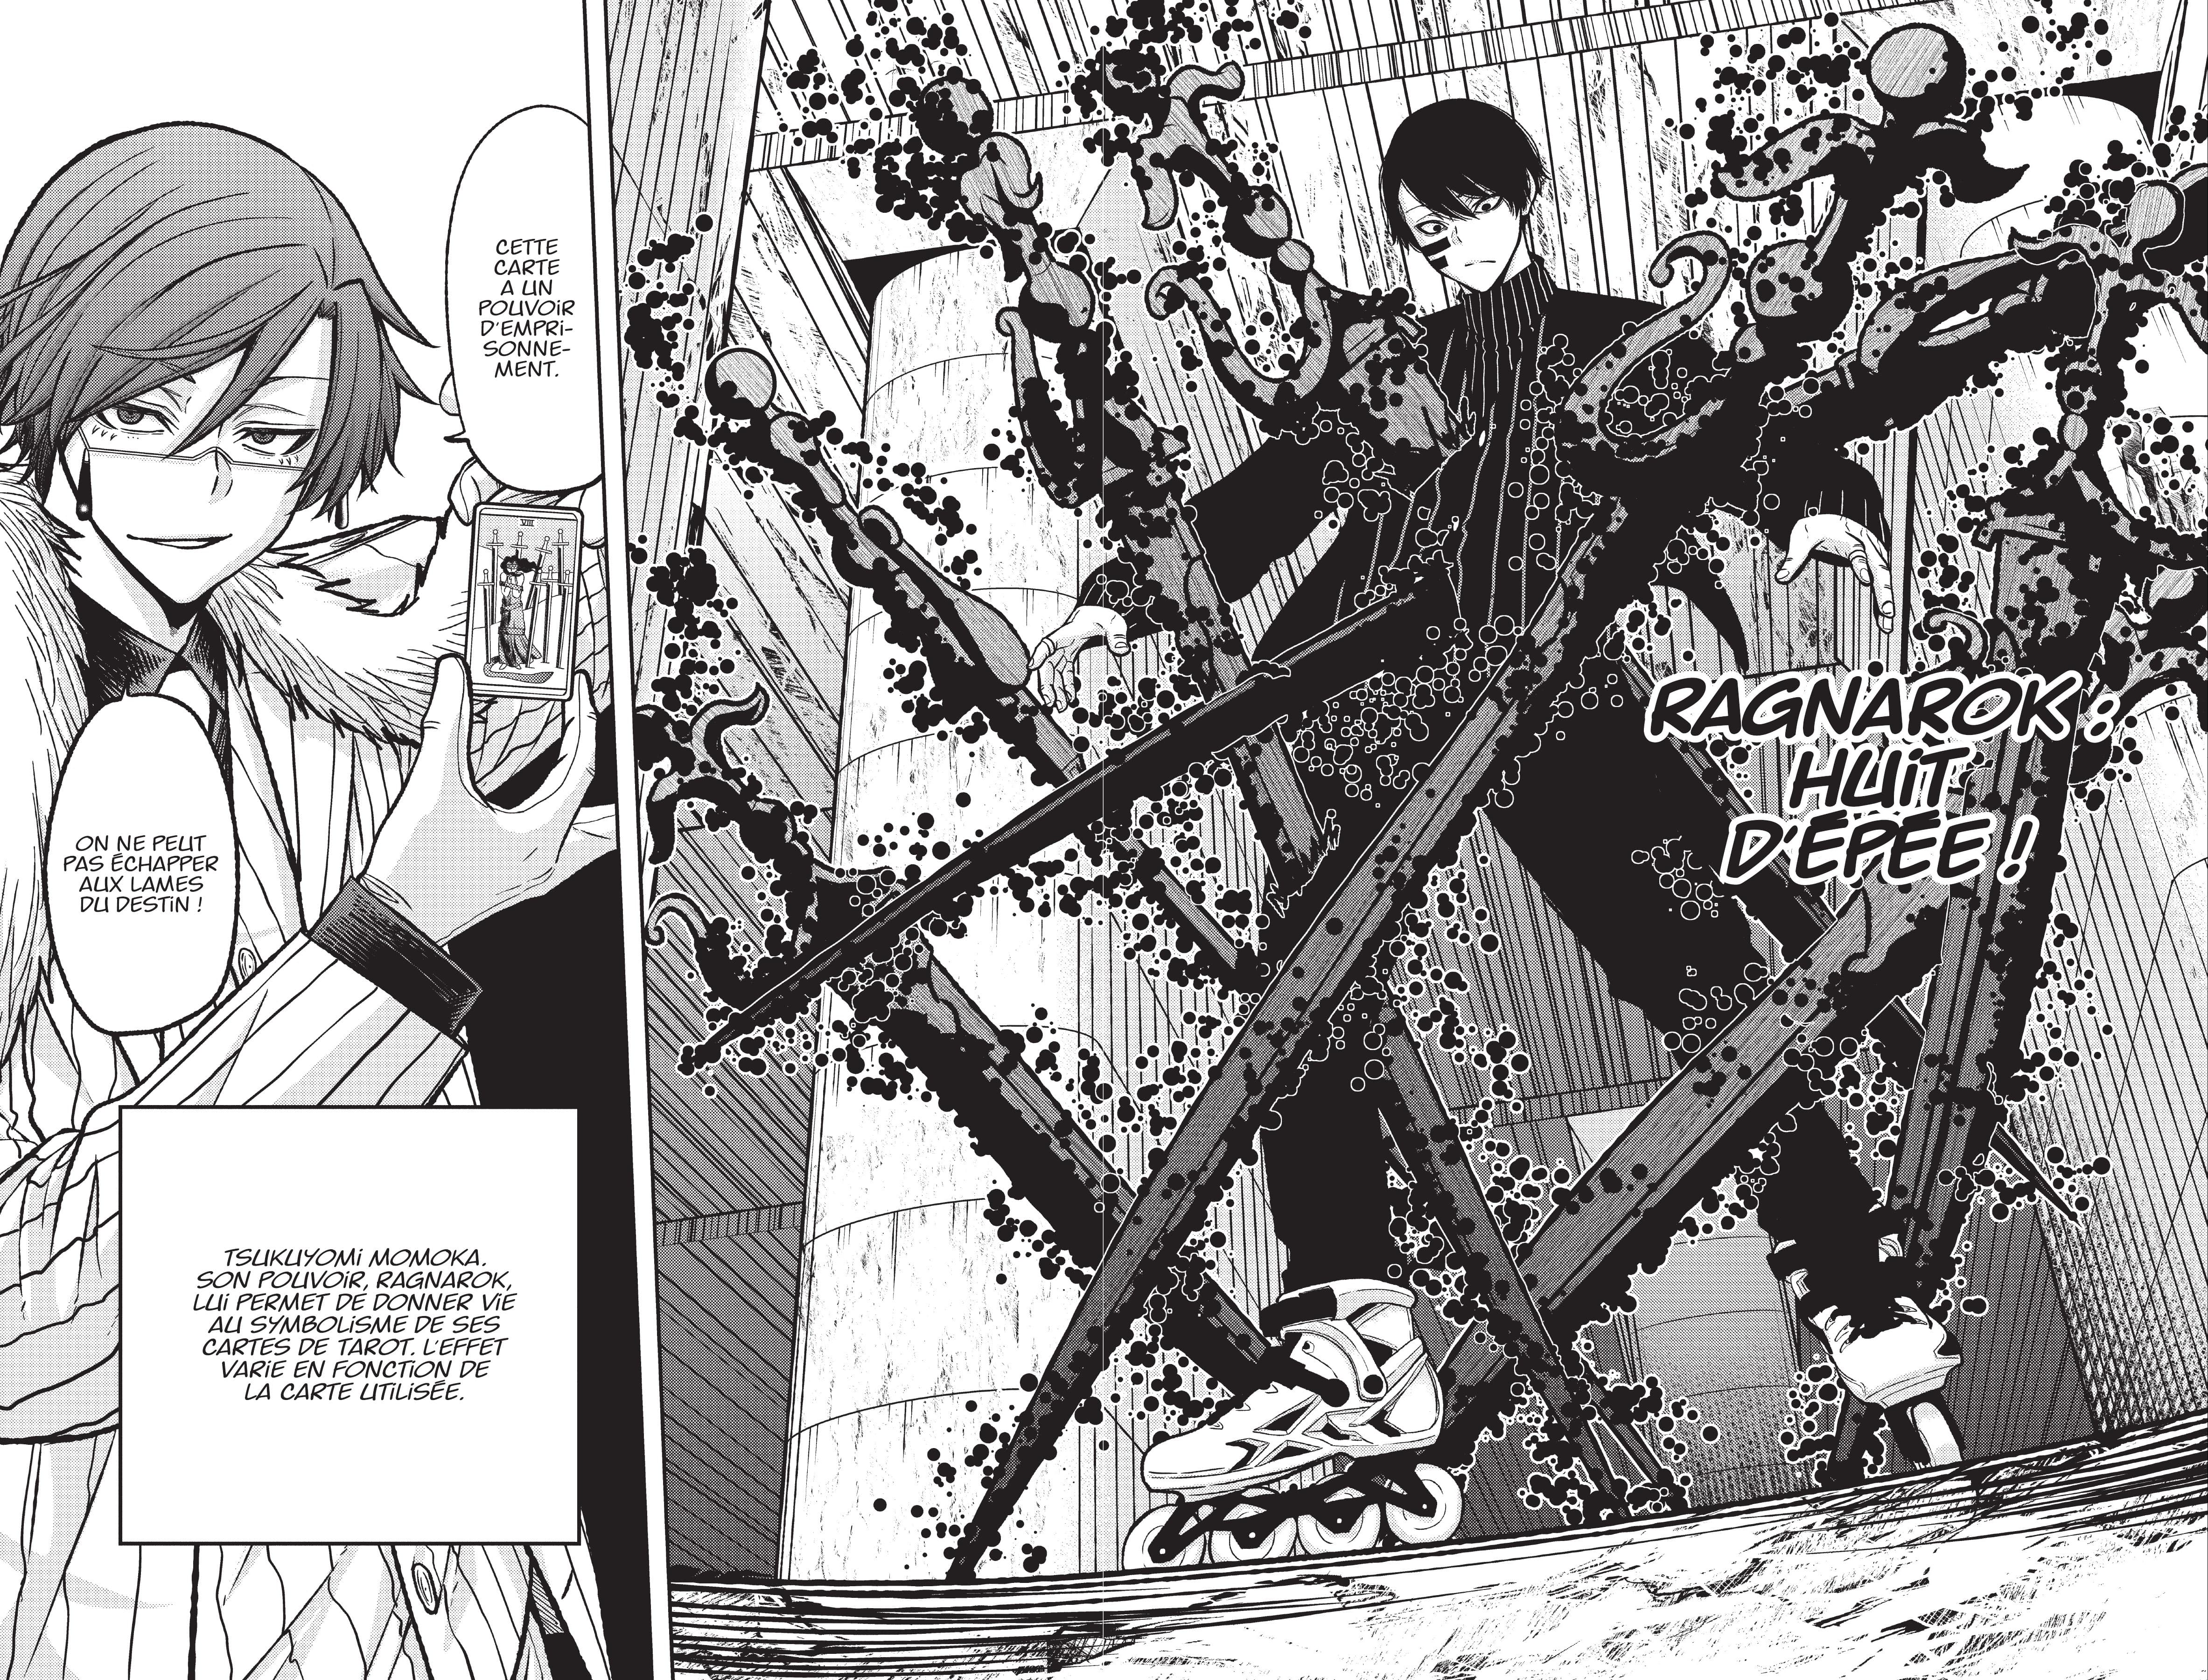 RAGNAROK :
HUIT
D'ÉPÉE !
CETTE
CARTE
A UN
POUVOIR
D'EMPRI-
SONNE-
MENT.
VIII
ON NE PEUT
PAS ÉCHAPPER
AUX LAMES
DU DESTIN !
TSUKUYOMI MOMOKA.
SON POUVOIR, RAGNAROK,
LUI PERMET DE DONNER VIE
AU SYMBOLISME DE SES
CARTES DE TAROT. L'EFFET
VARIE EN FONCTION DE
LA CARTE UTILISÉE.